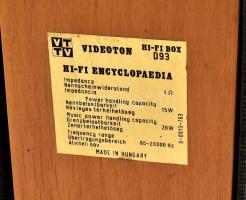 VT
TV
VIDEOTON
HI-FI BOX
D93
HI-FI ENCYCLOPAEDIA
Impedance
Nennscheinwiderstand
Impedancia 4Ω
Power handling capacity
Nennbelastbarkeit
Névleges terhelhetőség 15W
Music power handling capacity
Grenzbelastbarkeit
Zenei terhelhetőség 20W
Frequency range
Übertragungsbereich
Átviteli sáv 60-20000 Hz
MADE IN HUNGARY